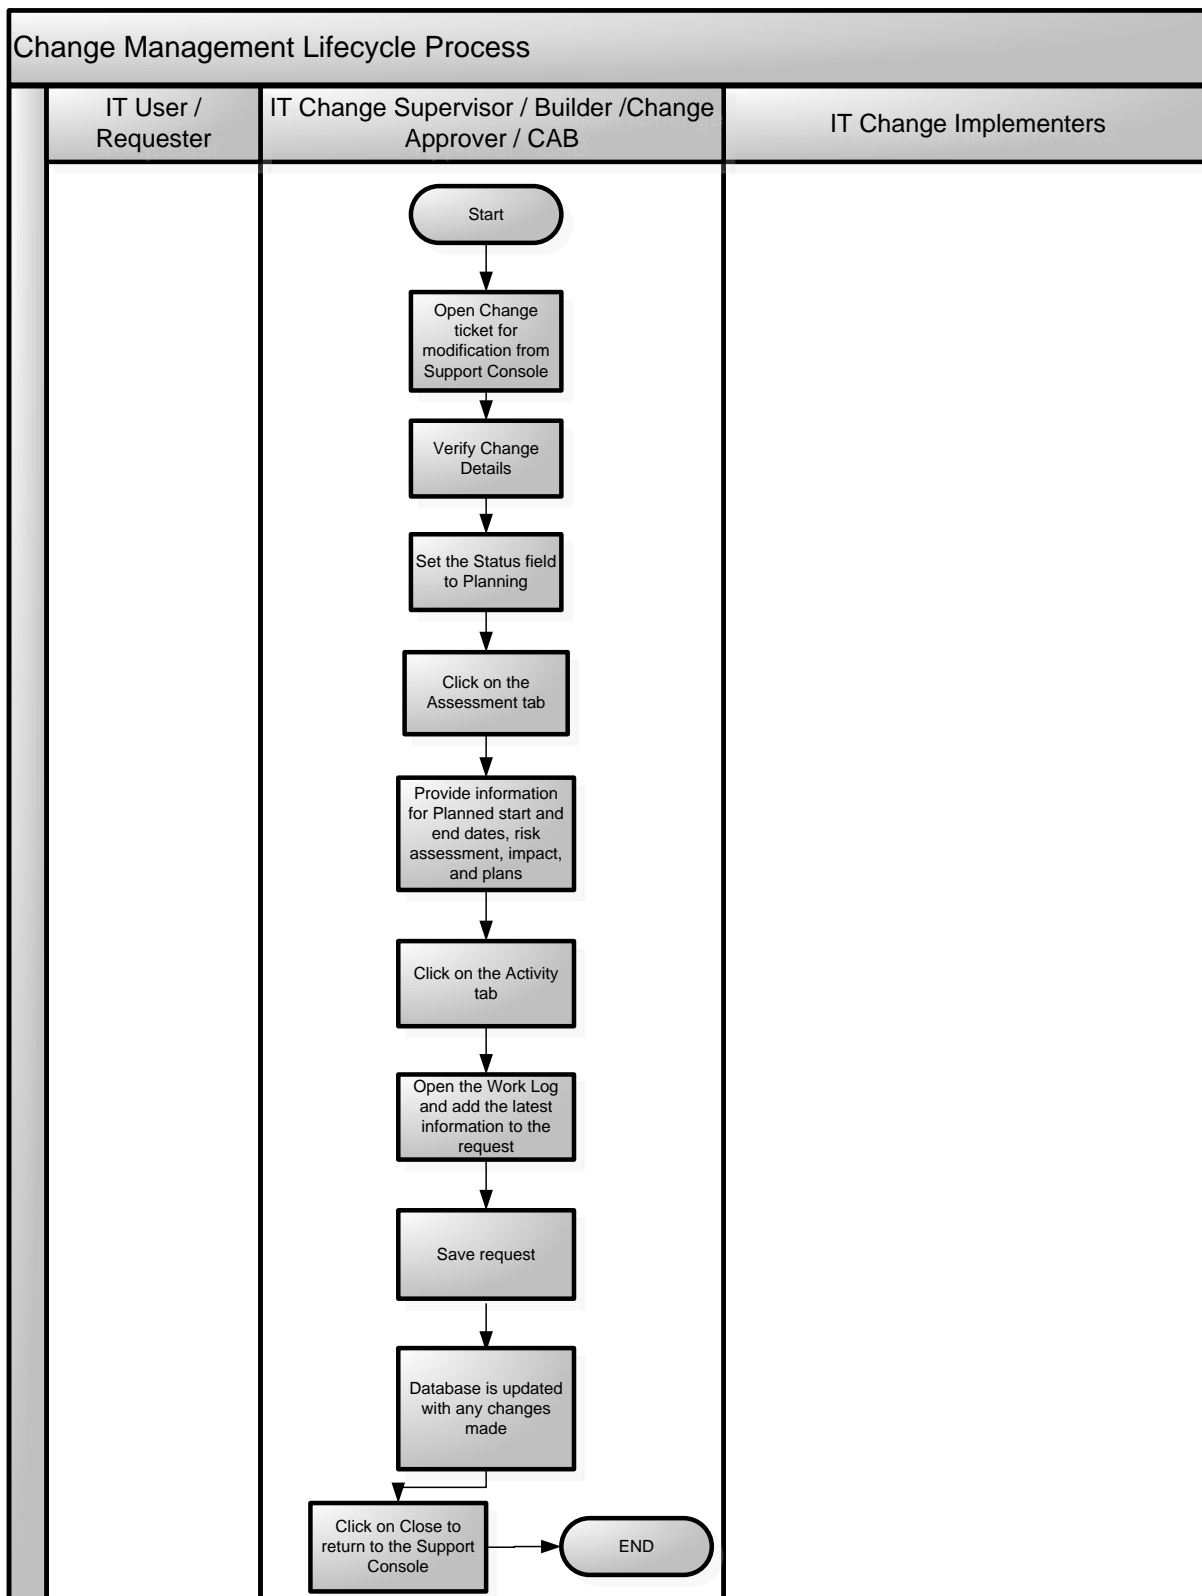 Change Management Lifecycle Process
IT User /
Requester
IT Change Supervisor / Builder /Change
Approver / CAB
IT Change Implementers
Start
Open Change
ticket for
modification from
Support Console
Verify Change
Details
Set the Status field
to Planning
Click on the
Assessment tab
Provide information
for Planned start and
end dates, risk
assessment, impact,
and plans
Click on the Activity
tab
Open the Work Log
and add the latest
information to the
request
Save request
Database is updated
with any changes
made
Click on Close to
return to the Support
Console
END